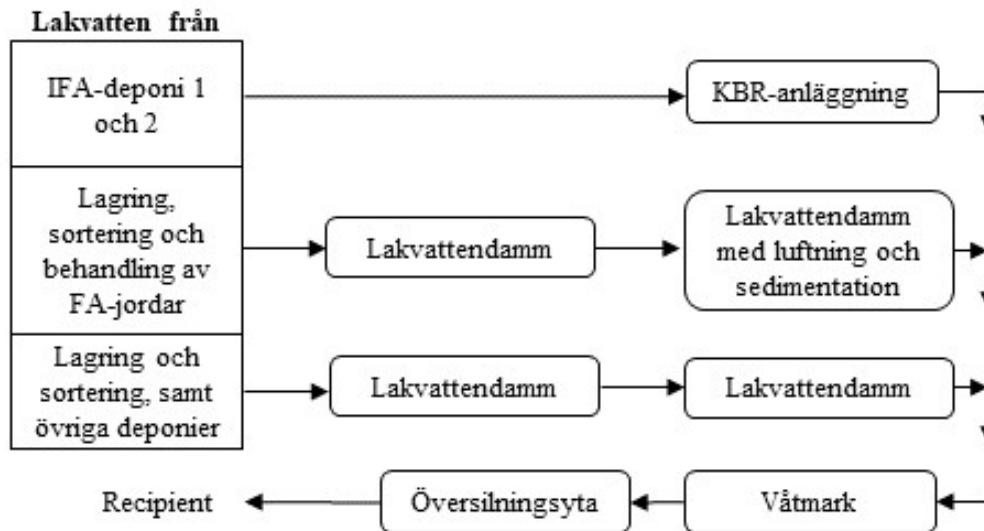 Lakvatten från
IFA-deponi 1
och 2
KBR-anläggning
Lagring,
sortering och
behandling av
FA-jordar
Lakvattendamm
Lakvattendamm
med luftning och
sedimentation
Lagring och
sortering, samt
övriga deponier
Lakvattendamm
Lakvattendamm
Recipient
Översilningsyta
Våtmark